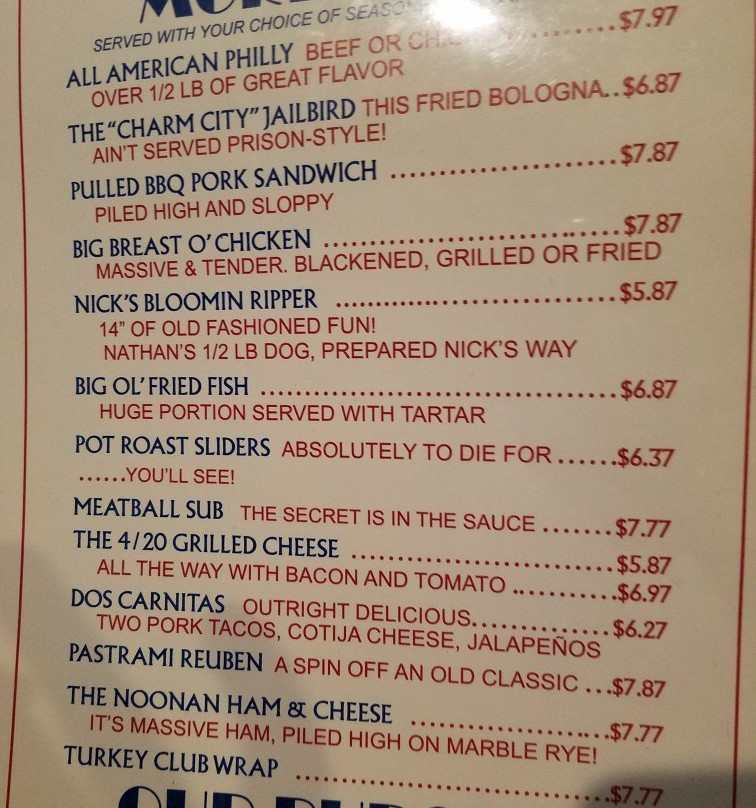 SERVED WITH YOUR CHOICE OF
ALL AMERICAN PHILLY BEEF OR ..........$7.97
OVER 1/2 LB OF GREAT FLAVOR
THE "CHARM CITY" JAILBIRD THIS FRIED BOLOGNA..$6.87
AIN'T SERVED PRISON-STYLE!
PULLED BBQ PORK SANDWICH ......................$7.87
PILED HIGH AND SLOPPY
BIG BREAST O' CHICKEN ..............................$7.87
MASSIVE & TENDER. BLACKENED, GRILLED OR FRIED
NICK'S BLOOMIN RIPPER ..............................$5.87
14" OF OLD FASHIONED FUN!
NATHAN'S 1/2 LB DOG, PREPARED NICK'S WAY
BIG OL' FRIED FISH ....................................$6.87
HUGE PORTION SERVED WITH TARTAR
POT ROAST SLIDERS ABSOLUTELY TO DIE FOR......$6.37
......YOU'LL SEE!
MEATBALL SUB THE SECRET IS IN THE SAUCE .......$7.77
THE 4/20 GRILLED CHEESE ...........................$5.87
ALL THE WAY WITH BACON AND TOMATO ...........$6.97
DOS CARNITAS OUTRIGHT DELICIOUS..............$6.27
TWO PORK TACOS, COTIJA CHEESE, JALAPEÑOS
PASTRAMI REUBEN A SPIN OFF AN OLD CLASSIC ...$7.87
THE NOONAN HAM & CHEESE ....................$7.77
IT'S MASSIVE HAM, PILED HIGH ON MARBLE RYE!
TURKEY CLUB WRAP ...............................$7.77